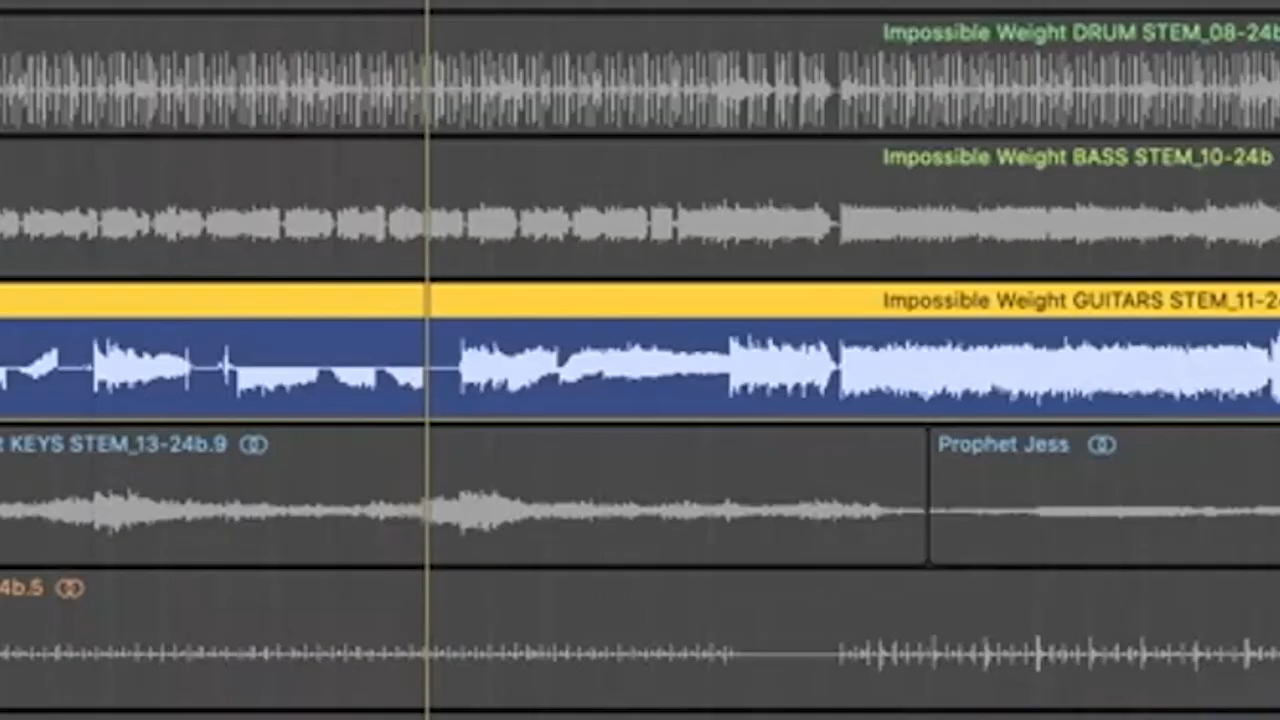 Impossible Weight DRUM STEM_08-24b
Impossible Weight BASS STEM_10-24b
Impossible Weight GUITARS STEM_11-2
KEYS STEM_13-24b.9
Prophet Jess
4b.5